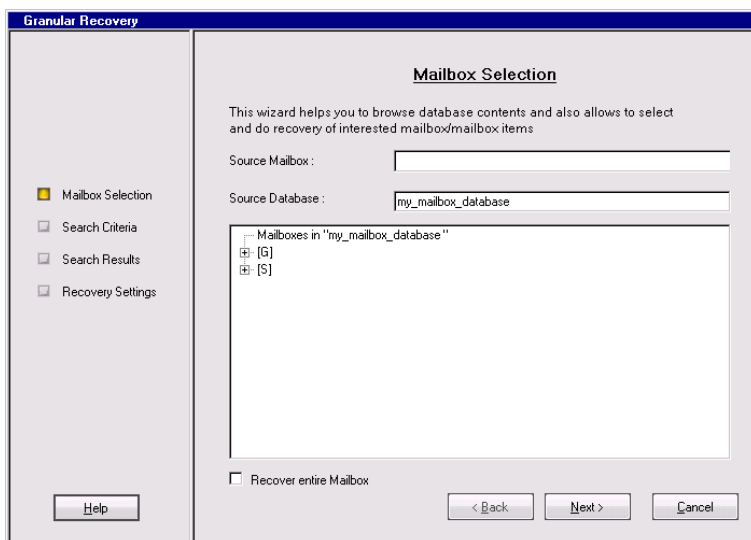 Granular Recovery
Mailbox Selection
Search Criteria
Search Results
Recovery Settings
Help
Mailbox Selection
This wizard helps you to browse database contents and also allows to select
and do recovery of interested mailbox/mailbox items
Source Mailbox :
Source Database :
my_mailbox_database
Mailboxes in "my_mailbox_database"
[G]
[S]
Recover entire Mailbox
< Back
Next >
Cancel